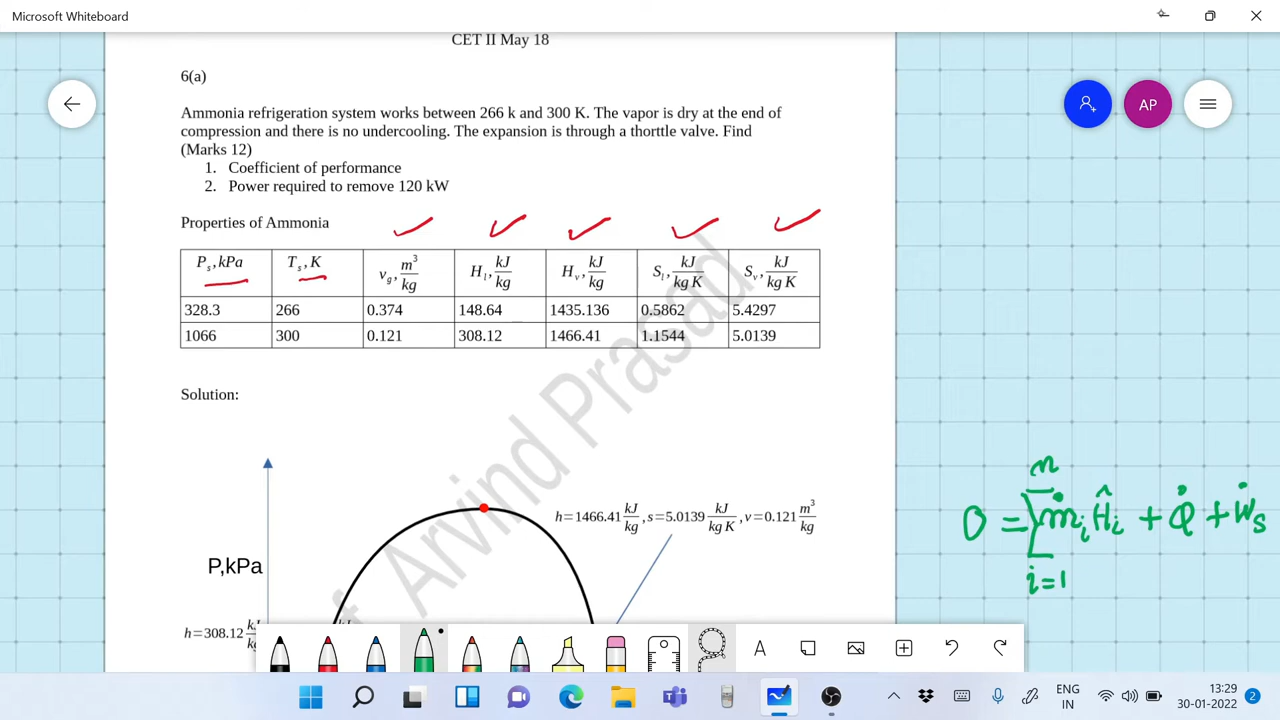 Microsoft Whiteboard
CET II May 18
AP
6(a)
Ammonia refrigeration system works between 266 k and 300 K. The vapor is dry at the end of
compression and there is no undercooling. The expansion is through a thorttle valve. Find
(Marks 12)
1. Coefficient of performance
2. Power required to remove 120 kW
Properties of Ammonia
P_s, kPa T_s, K v_g, m³/kg H_l, kJ/kg H_v, kJ/kg S_l, kJ/kg K S_v, kJ/kg K
328.3 266 0.374 148.64 1435.136 0.5862 5.4297
1066 300 0.121 308.12 1466.41 1.1544 5.0139
Solution:
Arvind Prasad
h=1466.41 kJ/kg, s=5.0139 kJ/kg K, v=0.121 m³/kg
0 = Σ_{i=1}^{n} ṁ_i Ĥ_i + Q̇ + Ẇ_s
P,kPa
h=308.12
A
ENG
IN
13:29
30-01-2022
2